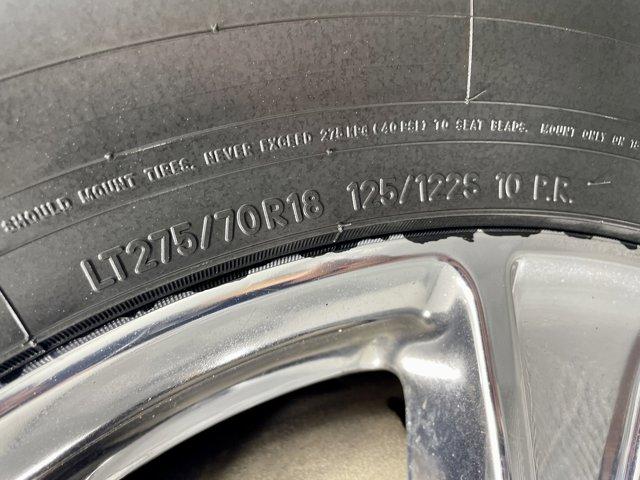 SHOULD MOUNT TIRES. NEVER EXCEED 275 KPG (40 PSI) TO SEAT BEADS. MOUNT ONLY ON
LT275/70R18 125/122S 10 P.R.